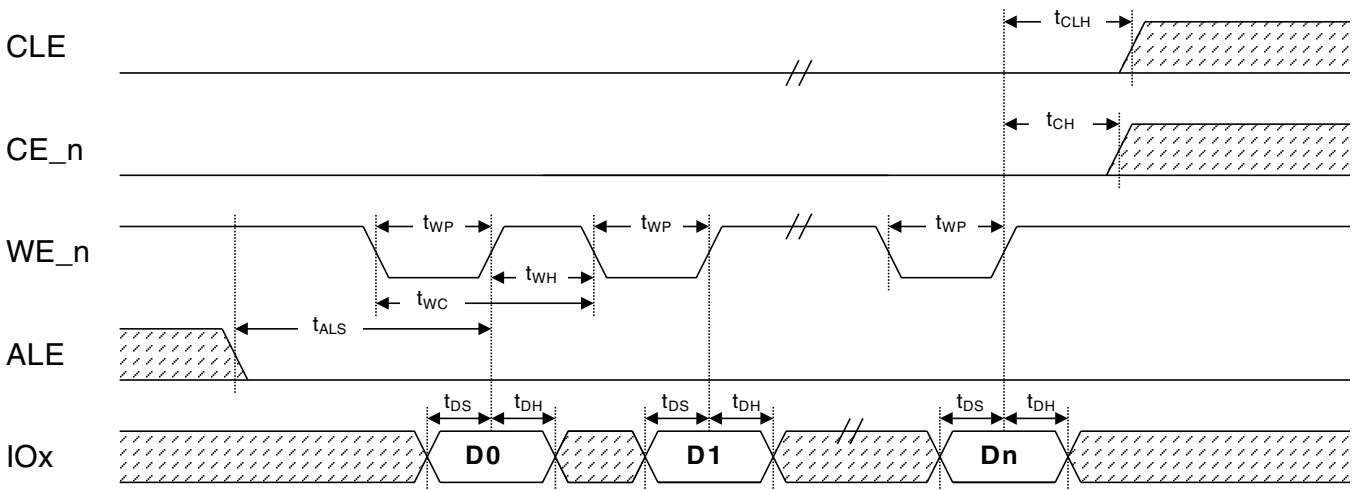 CLE
tCLH
CE_n
tCH
WE_n
tWP tWP tWP
tWH
tWC
ALE
tALS
IOx
tDS tDH tDS tDH tDS tDH
D0 D1 Dn